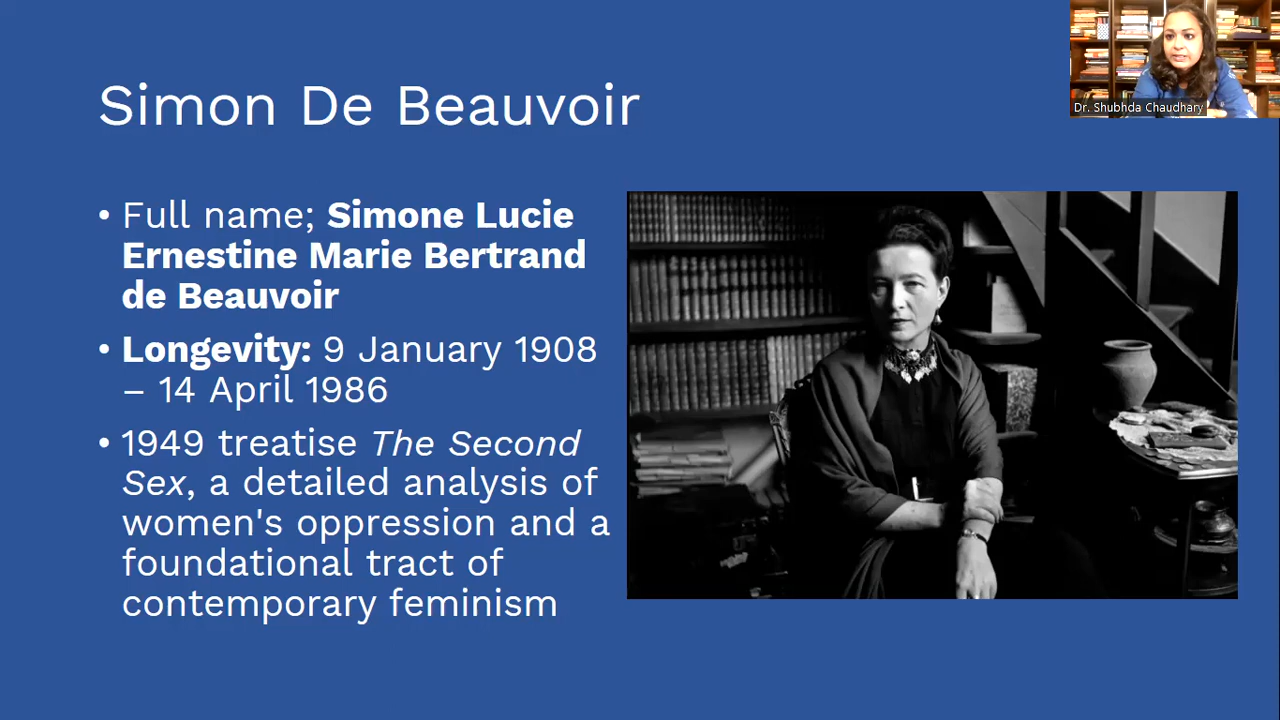 Simon De Beauvoir
Dr. Shubhda Chaudhary
• Full name; Simone Lucie
Ernestine Marie Bertrand
de Beauvoir
• Longevity: 9 January 1908
– 14 April 1986
• 1949 treatise The Second
Sex, a detailed analysis of
women's oppression and a
foundational tract of
contemporary feminism